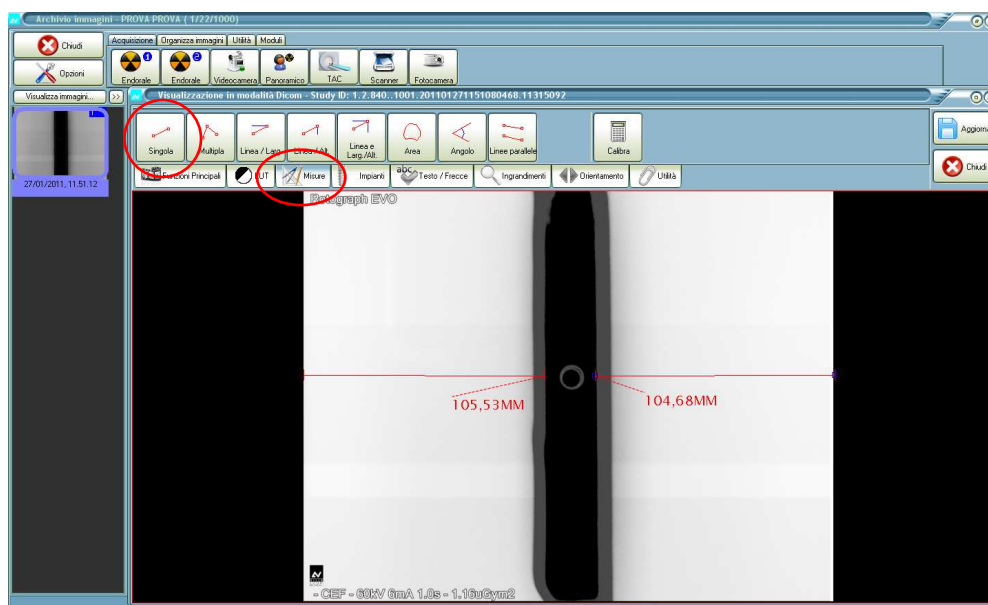 Archivio immagini - PROVA PROVA ( 1/22/1000)
Chiudi
Opzioni
Acquisizione Organizza immagini Utilità Moduli
Endorale Endorale Videocamera Panoramico TAC Scanner Fotocamera
Visualizza immagini... >>
Visualizzazione in modalità Dicom - Study ID: 1.2.840..1001.201101271151080468.11315092
Singola Multipla Linea / Larg. Linea / Alt. Linea e Larg./Alt. Area Angolo Linee parallele Calibra
Aggiorna
Chiudi
Funzioni Principali LUT Misure Impianti abc Testo / Frecce Ingrandimenti Orientamento Utilità
27/01/2011, 11.51.12
Rotograph EVO
105,53MM
104,68MM
- CEF - 60kV 6mA 1.0s - 1.16uGym2